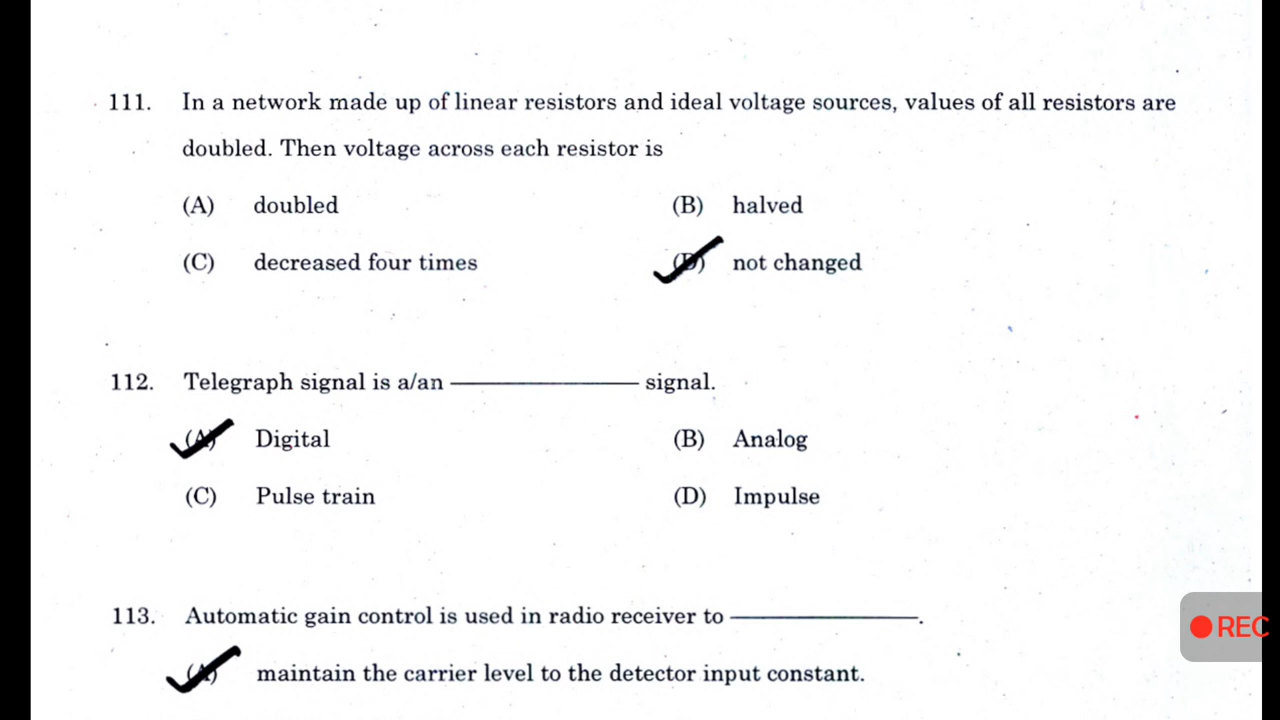 111. In a network made up of linear resistors and ideal voltage sources, values of all resistors are
doubled. Then voltage across each resistor is
(A) doubled (B) halved
(C) decreased four times (D) not changed
112. Telegraph signal is a/an ———————— signal.
(A) Digital (B) Analog
(C) Pulse train (D) Impulse
113. Automatic gain control is used in radio receiver to ————————.
(A) maintain the carrier level to the detector input constant.
REC